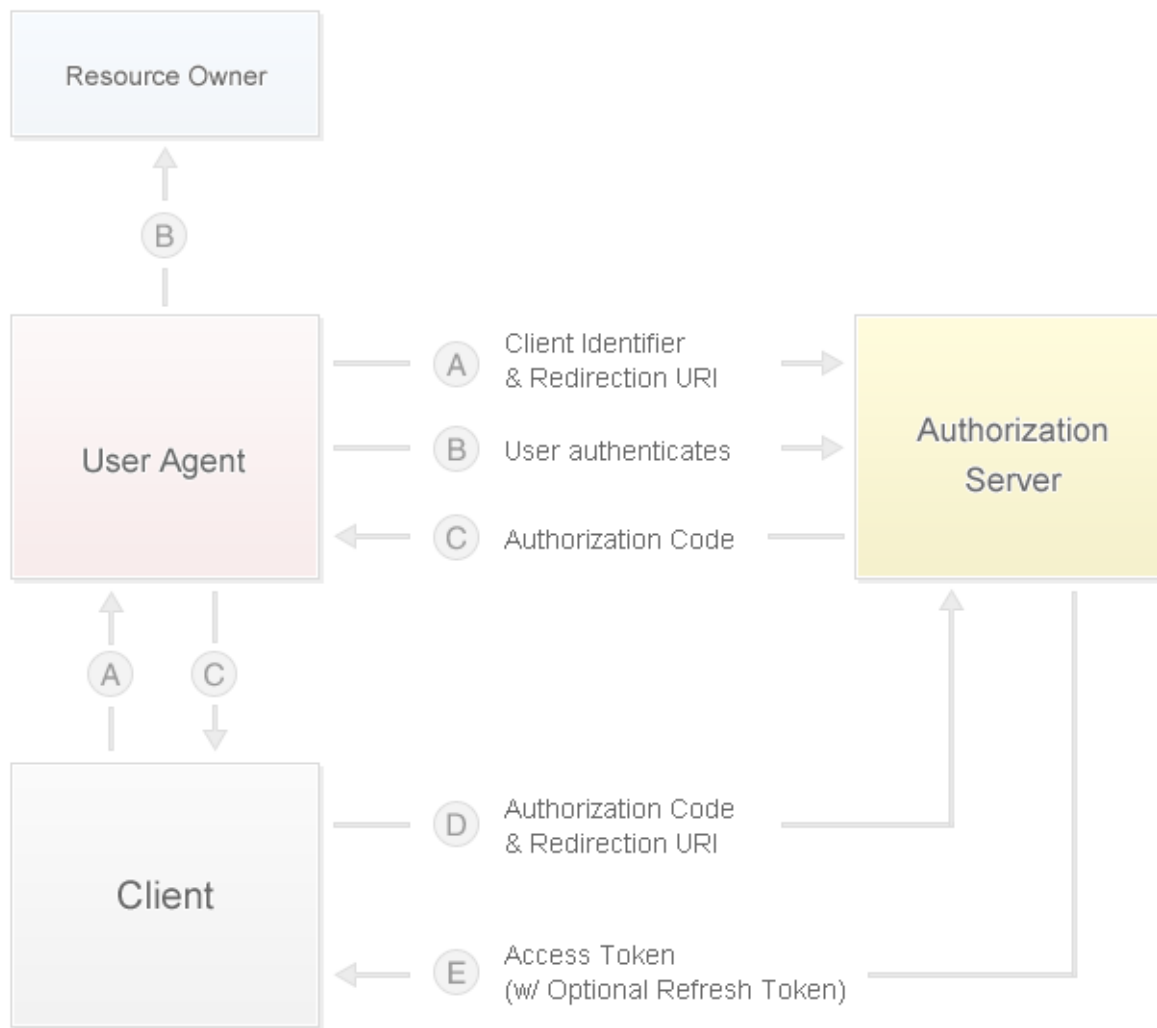 Resource Owner
B
A
Client Identifier
& Redirection URI
User Agent
B
User authenticates
Authorization
Server
C
Authorization Code
A
C
Client
D
Authorization Code
& Redirection URI
E
Access Token
(w/ Optional Refresh Token)